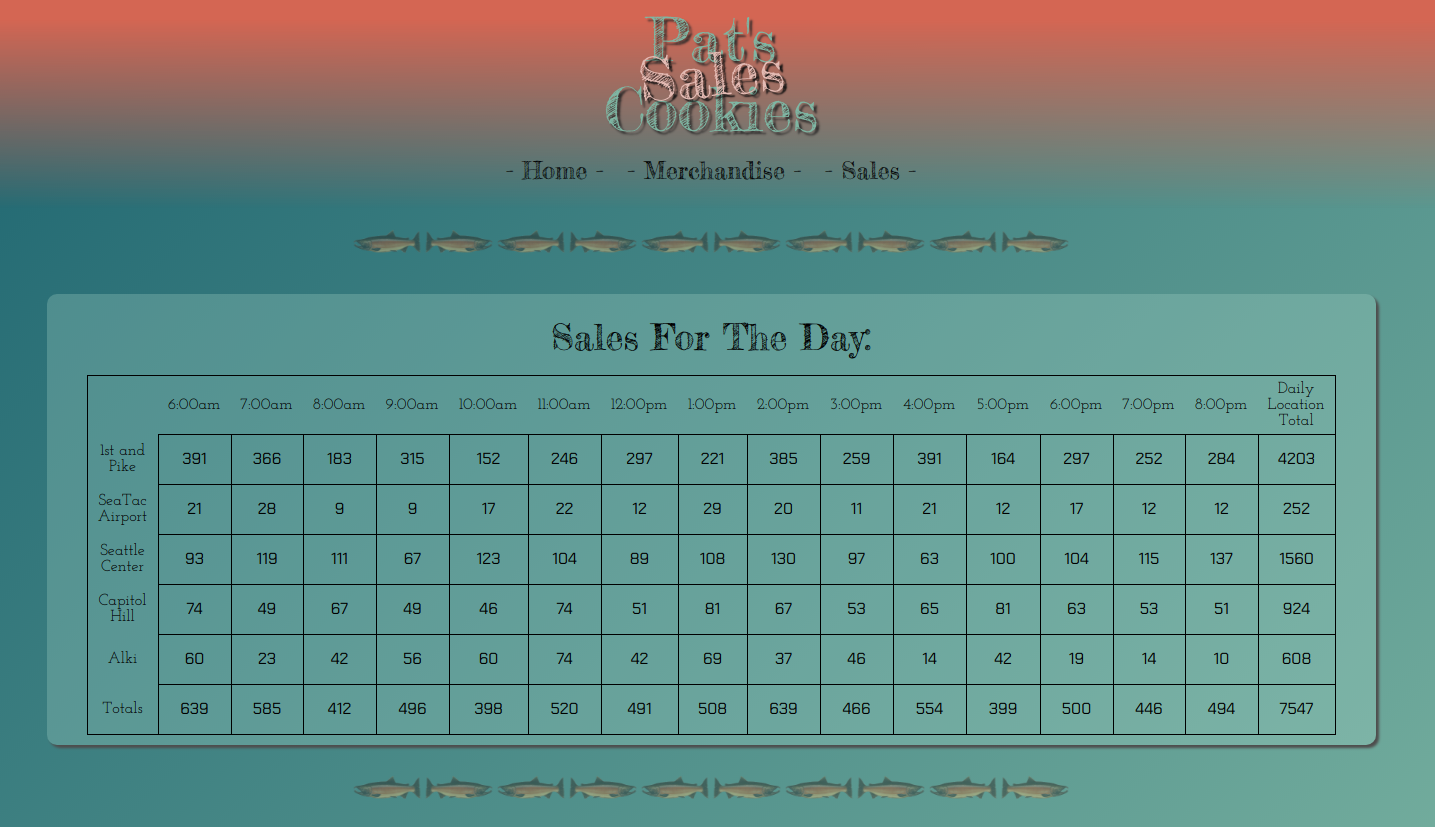 Pat's
Sales
Cookies
- Home - - Merchandise - - Sales -
Sales For The Day:
6:00am 7:00am 8:00am 9:00am 10:00am 11:00am 12:00pm 1:00pm 2:00pm 3:00pm 4:00pm 5:00pm 6:00pm 7:00pm 8:00pm Daily Location Total
1st and Pike 391 366 183 315 152 246 297 221 385 259 391 164 297 252 284 4203
SeaTac Airport 21 28 9 9 17 22 12 29 20 11 21 12 17 12 12 252
Seattle Center 93 119 111 67 123 104 89 108 130 97 63 100 104 115 137 1560
Capitol Hill 74 49 67 49 46 74 51 81 67 53 65 81 63 53 51 924
Alki 60 23 42 56 60 74 42 69 37 46 14 42 19 14 10 608
Totals 639 585 412 496 398 520 491 508 639 466 554 399 500 446 494 7547